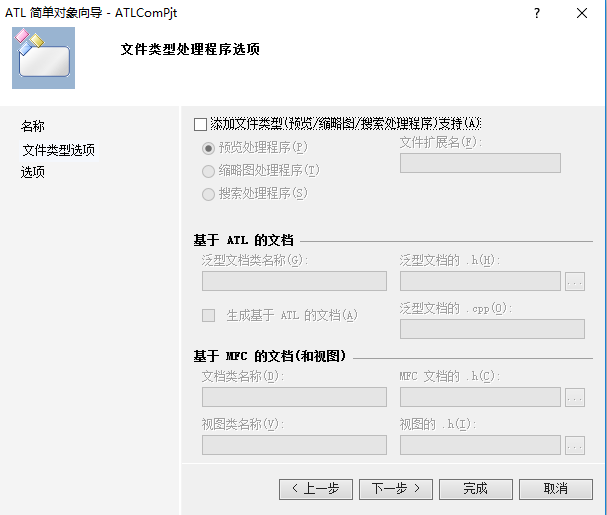 ATL 简单对象向导 - ATLComPjt
?
文件类型处理程序选项
名称
文件类型选项
选项
添加文件类型(预览/缩略图/搜索处理程序)支持(A)
预览处理程序(P)
文件扩展名(F):
缩略图处理程序(T)
搜索处理程序(S)
基于 ATL 的文档
泛型文档类名称(G):
泛型文档的 .h(H):
...
生成基于 ATL 的文档(A)
泛型文档的 .cpp(O):
基于 MFC 的文档(和视图)
文档类名称(D):
MFC 文档的 .h(C):
...
视图类名称(V):
视图的 .h(I):
...
< 上一步
下一步 >
完成
取消